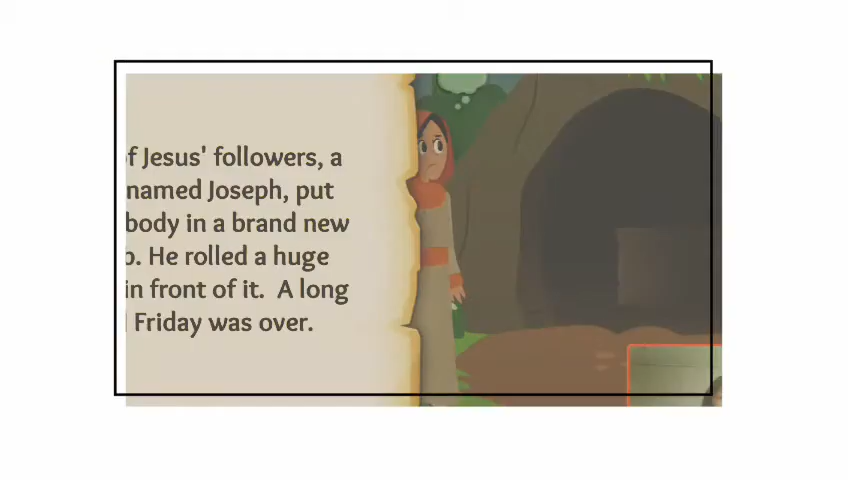 of Jesus' followers, a
named Joseph, put
body in a brand new
b. He rolled a huge
in front of it.  A long
Friday was over.